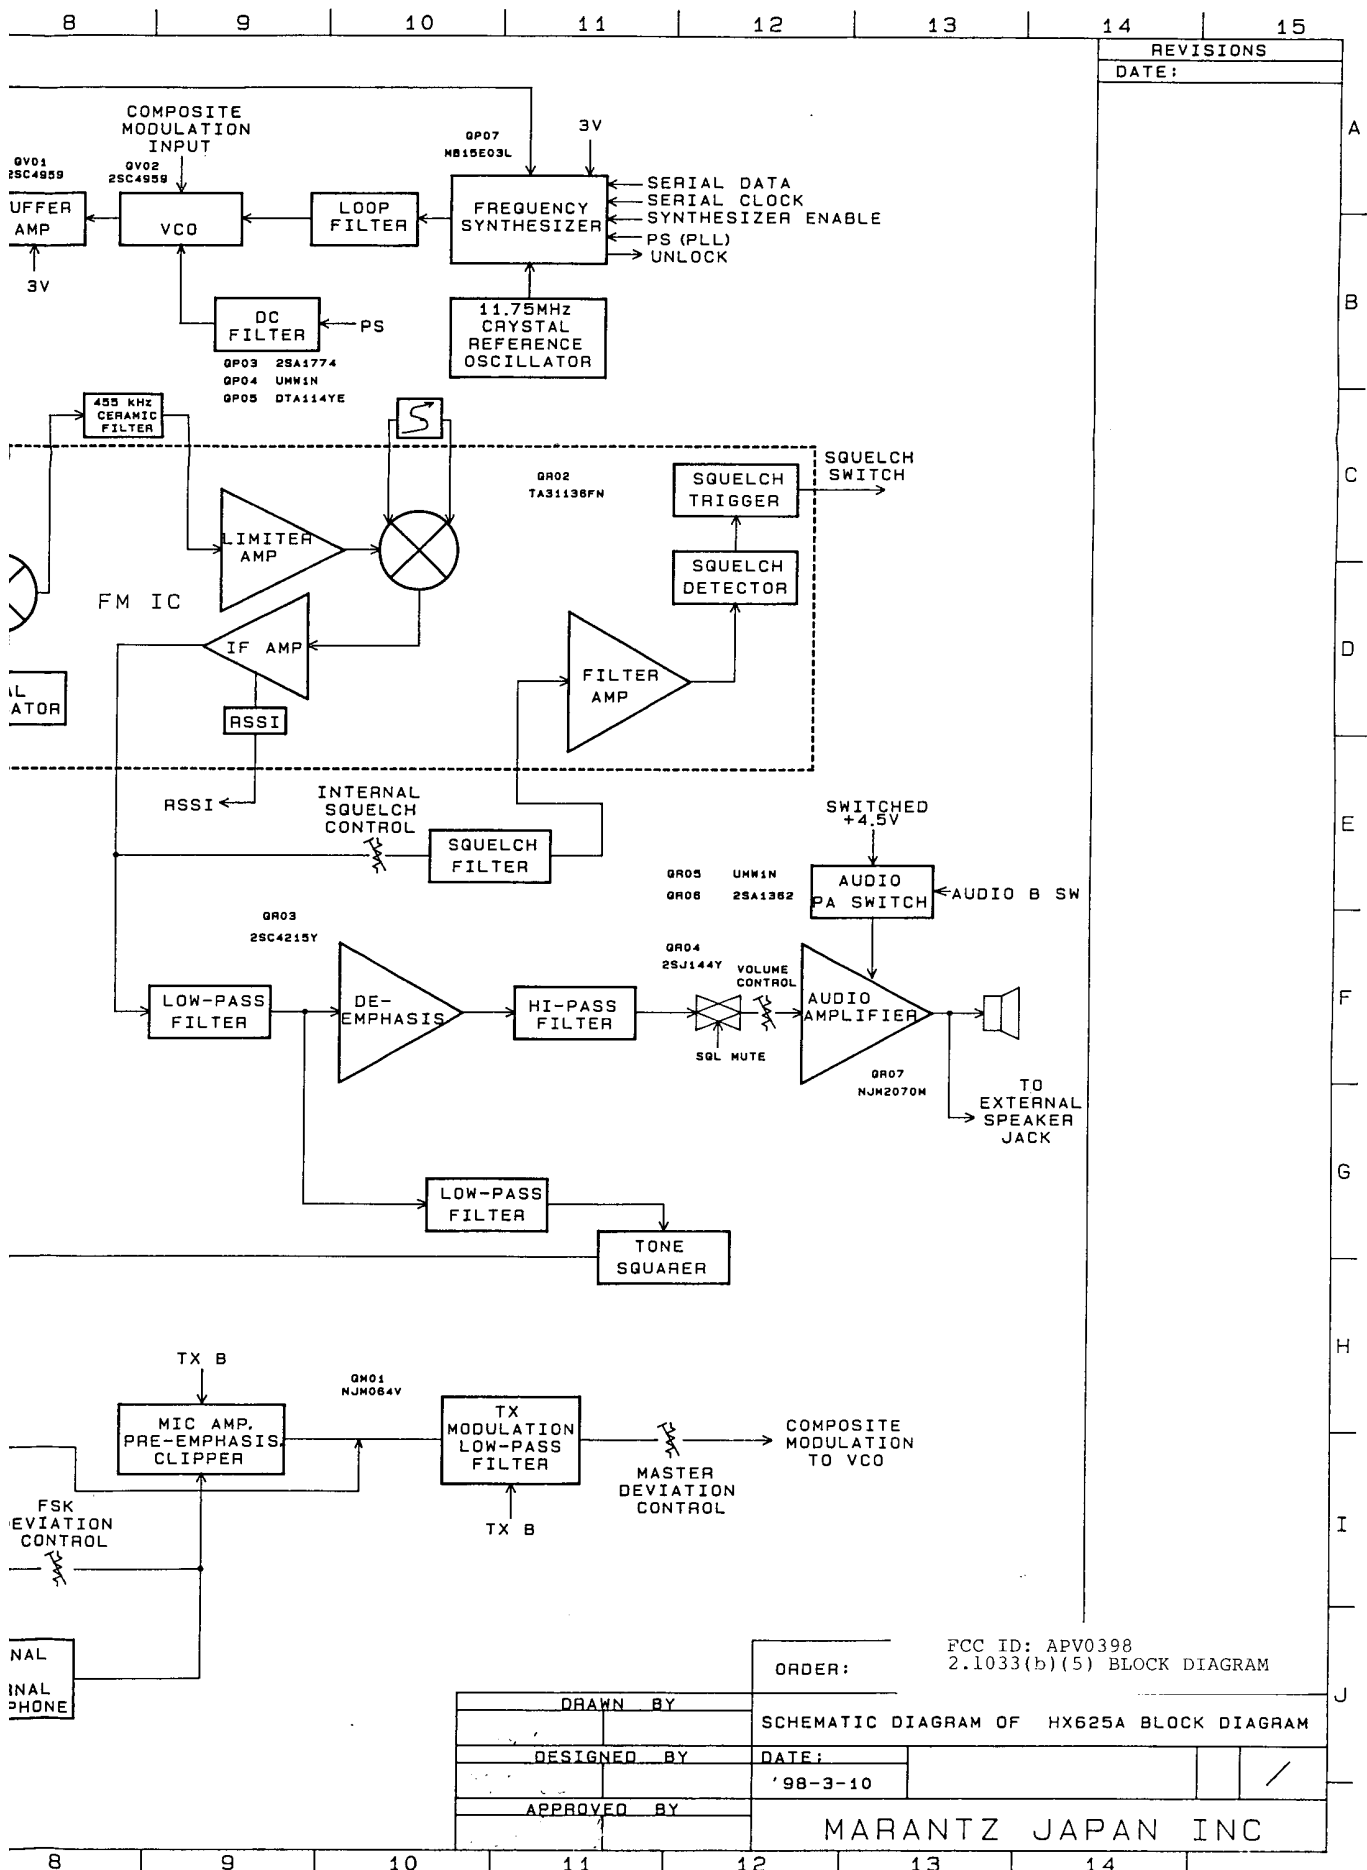 8 9 10 11 12 13 14 15
REVISIONS
DATE:
A
B
C
D
E
F
G
H
I
J
COMPOSITE
MODULATION
INPUT
QV01
2SC4959
QV02
2SC4959
UFFER
AMP
3V
VCO
LOOP
FILTER
QP07
MB15E03L
3V
FREQUENCY
SYNTHESIZER
SERIAL DATA
SERIAL CLOCK
SYNTHESIZER ENABLE
PS (PLL)
UNLOCK
DC
FILTER
PS
QP03 2SA1774
QP04 UMW1N
QP05 DTA114YE
11.75MHz
CRYSTAL
REFERENCE
OSCILLATOR
455 KHz
CERAMIC
FILTER
QR02
TA31136FN
SQUELCH
TRIGGER
SQUELCH
SWITCH
LIMITER
AMP
SQUELCH
DETECTOR
FM IC
IF AMP
FILTER
AMP
AL
ATOR
RSSI
RSSI
INTERNAL
SQUELCH
CONTROL
SQUELCH
FILTER
SWITCHED
+4.5V
QR05 UMW1N
QR06 2SA1362
AUDIO
PA SWITCH
AUDIO B SW
QR03
2SC4215Y
QR04
2SJ144Y
VOLUME
CONTROL
LOW-PASS
FILTER
DE-
EMPHASIS
HI-PASS
FILTER
SQL MUTE
AUDIO
AMPLIFIER
QR07
NJM2070M
TO
EXTERNAL
SPEAKER
JACK
LOW-PASS
FILTER
TONE
SQUARER
TX B
QM01
NJM064V
MIC AMP,
PRE-EMPHASIS,
CLIPPER
TX
MODULATION
LOW-PASS
FILTER
TX B
MASTER
DEVIATION
CONTROL
COMPOSITE
MODULATION
TO VCO
FSK
EVIATION
CONTROL
NAL
RNAL
PHONE
FCC ID: APV0398
2.1033(b)(5) BLOCK DIAGRAM
ORDER:
DRAWN BY
SCHEMATIC DIAGRAM OF HX625A BLOCK DIAGRAM
DESIGNED BY
DATE:
'98-3-10
/
APPROVED BY
MARANTZ JAPAN INC
8 9 10 11 12 13 14